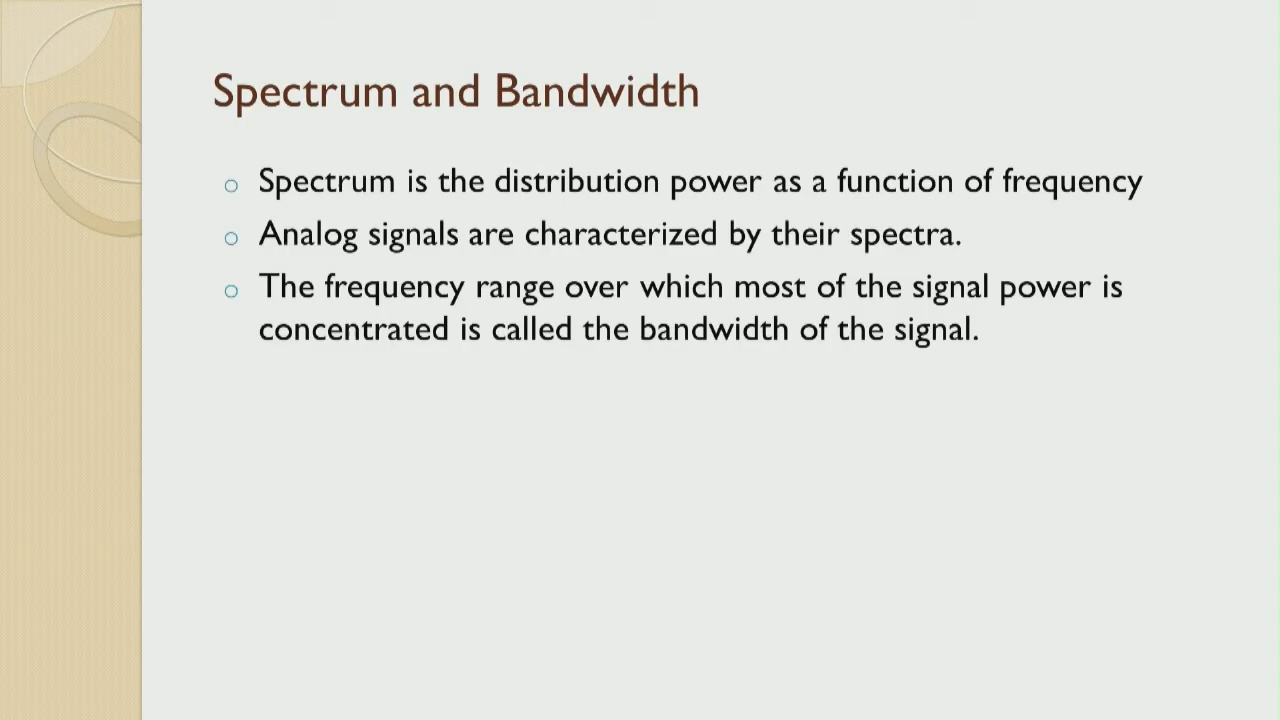 Spectrum and Bandwidth
Spectrum is the distribution power as a function of frequency
Analog signals are characterized by their spectra.
The frequency range over which most of the signal power is
concentrated is called the bandwidth of the signal.